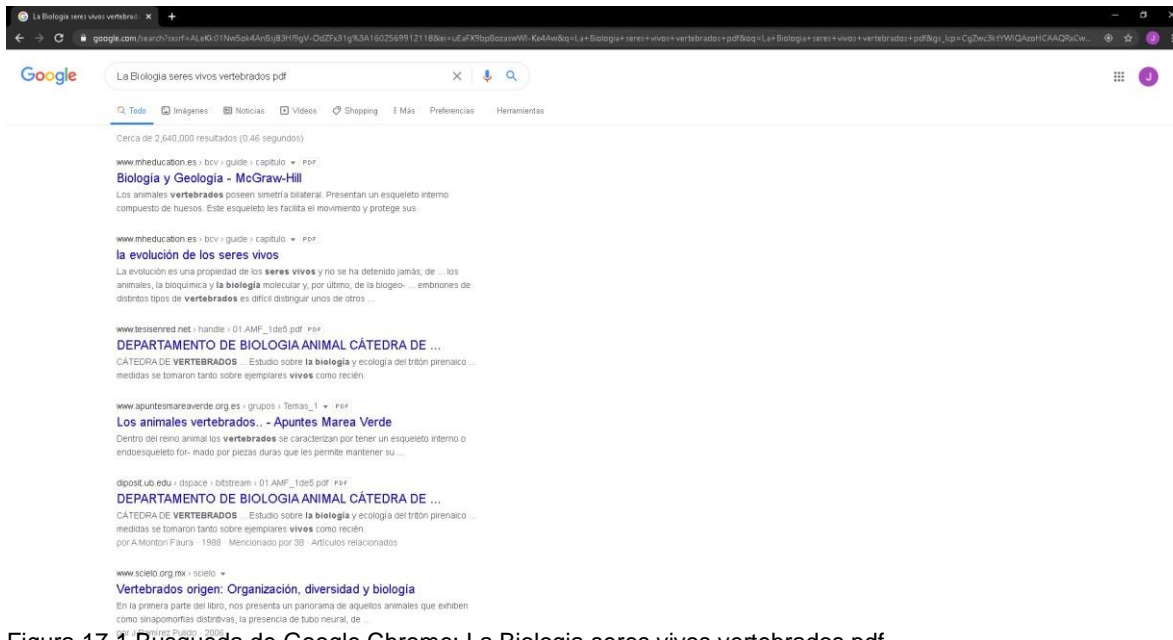 La Biologia seres vivos vertebrad
Google
La Biologia seres vivos vertebrados pdf
J
Todo Imágenes Noticias Vídeos Shopping Más Preferencias Herramientas
Cerca de 2,640,000 resultados (0.46 segundos)
www.mheducation.es › bcv › guide › capitulo PDF
Biología y Geología - McGraw-Hill
Los animales vertebrados poseen simetría bilateral. Presentan un esqueleto interno
compuesto de huesos. Este esqueleto les facilita el movimiento y protege sus.
www.mheducation.es › bcv › guide › capitulo PDF
la evolución de los seres vivos
La evolución es una propiedad de los seres vivos y no se ha detenido jamás; de ... los
animales, la bioquímica y la biología molecular y, por último, de la biogeo- ... embriones de
distintos tipos de vertebrados es difícil distinguir unos de otros ...
www.tesisenred.net › handle › 01.AMF_1de5.pdf PDF
DEPARTAMENTO DE BIOLOGIA ANIMAL CÁTEDRA DE ...
CÁTEDRA DE VERTEBRADOS ... Estudio sobre la biología y ecología del tritón pirenaico ...
medidas se tomaron tanto sobre ejemplares vivos como recién.
www.apuntesmareaverde.org.es › grupos › Temas_1 PDF
Los animales vertebrados.. - Apuntes Marea Verde
Dentro del reino animal los vertebrados se caracterizan por tener un esqueleto interno o
endoesqueleto for- mado por piezas duras que les permite mantener su ...
diposit.ub.edu › dspace › bitstream › 01.AMF_1de5.pdf PDF
DEPARTAMENTO DE BIOLOGIA ANIMAL CÁTEDRA DE ...
CÁTEDRA DE VERTEBRADOS ... Estudio sobre la biología y ecología del tritón pirenaico ...
medidas se tomaron tanto sobre ejemplares vivos como recién.
por A Monton Faura · 1988 · Mencionado por 38 · Artículos relacionados
www.scielo.org.mx › scielo
Vertebrados origen: Organización, diversidad y biología
En la primera parte del libro, nos presenta un panorama de aquellos animales que exhiben
como sinapomorfias distintivas, la presencia de tubo neural, de ...
por J Ramírez Pulido · 2006
Figura 17.1 Busqueda de Google Chrome: La Biologia seres vivos vertebrados pdf